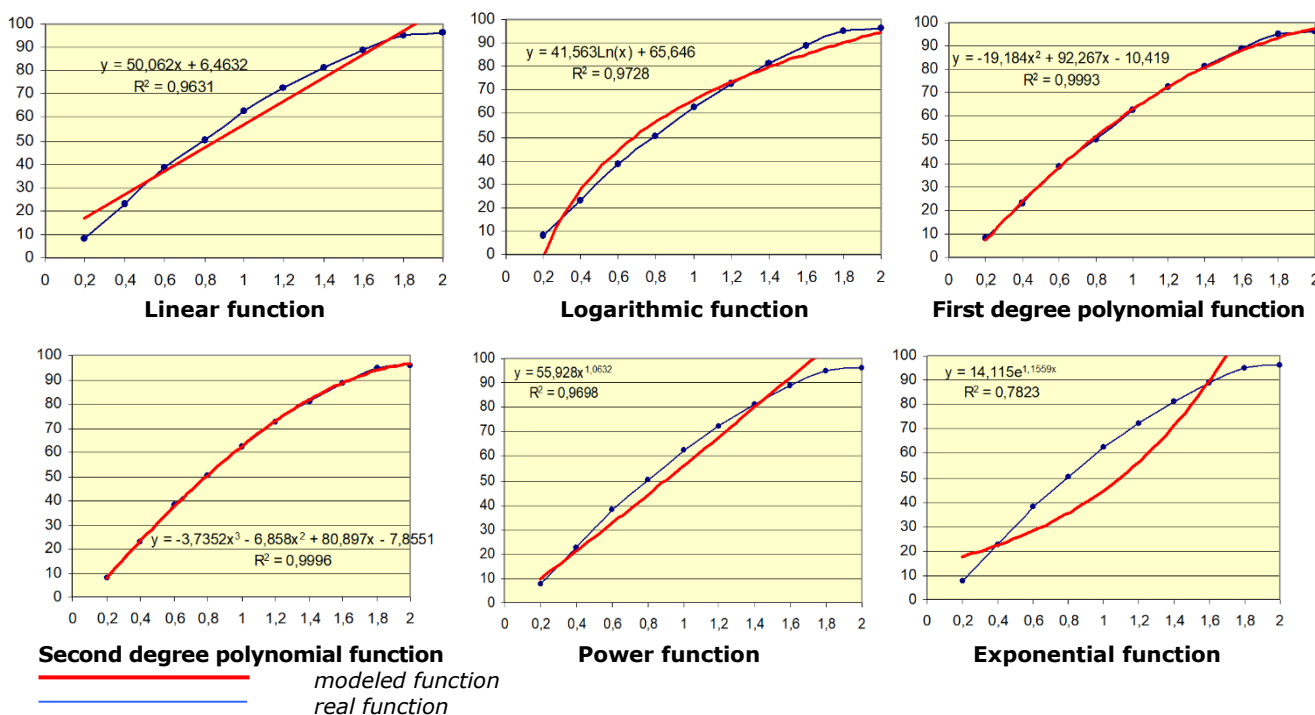 100
90
80
70
60
50
40
30
20
10
0
y = 50,062x + 6,4632
R² = 0,9631
0 0,2 0,4 0,6 0,8 1 1,2 1,4 1,6 1,8 2
Linear function
100
90
80
70
60
50
40
30
20
10
0
y = 41,563Ln(x) + 65,646
R² = 0,9728
0 0,2 0,4 0,6 0,8 1 1,2 1,4 1,6 1,8 2
Logarithmic function
100
90
80
70
60
50
40
30
20
10
0
y = -19,184x² + 92,267x - 10,419
R² = 0,9993
0 0,2 0,4 0,6 0,8 1 1,2 1,4 1,6 1,8 2
First degree polynomial function
100
90
80
70
60
50
40
30
20
10
0
y = -3,7352x³ - 6,858x² + 80,897x - 7,8551
R² = 0,9996
0 0,2 0,4 0,6 0,8 1 1,2 1,4 1,6 1,8 2
Second degree polynomial function
100
90
80
70
60
50
40
30
20
10
0
y = 55,928x¹,⁰⁶³²
R² = 0,9698
0 0,2 0,4 0,6 0,8 1 1,2 1,4 1,6 1,8 2
Power function
100
90
80
70
60
50
40
30
20
10
0
y = 14,115e¹,¹⁵⁵⁹ˣ
R² = 0,7823
0 0,2 0,4 0,6 0,8 1 1,2 1,4 1,6 1,8 2
Exponential function
modeled function
real function